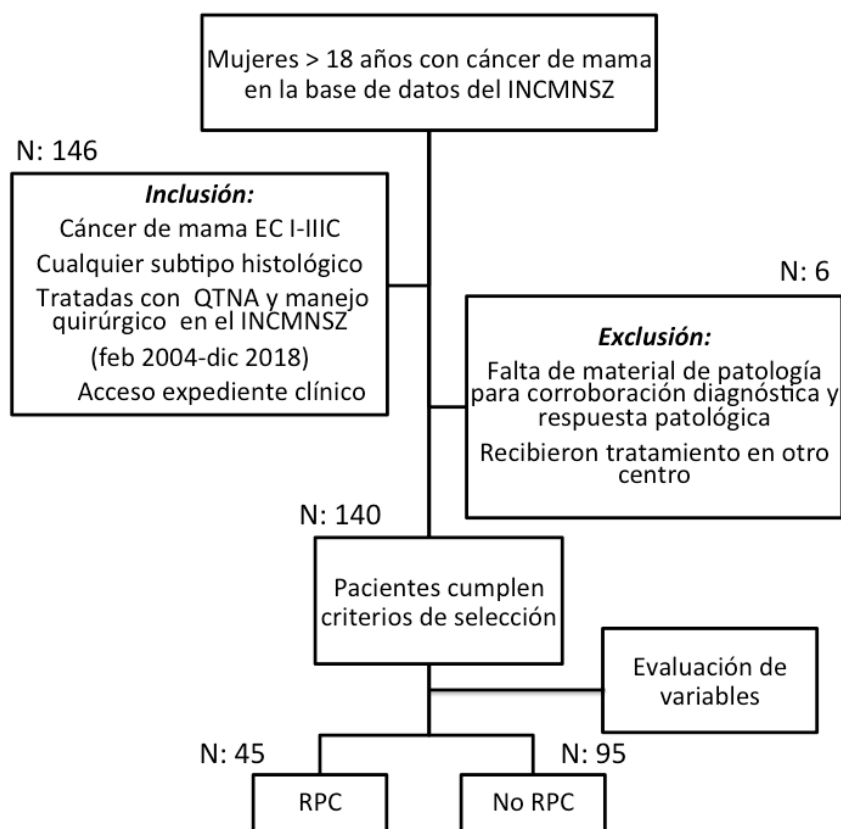 Mujeres > 18 años con cáncer de mama
en la base de datos del INCMNSZ
N: 146
Inclusión:
Cáncer de mama EC I-IIIC
Cualquier subtipo histológico
Tratadas con QTNA y manejo
quirúrgico en el INCMNSZ
(feb 2004-dic 2018)
Acceso expediente clínico
N: 6
Exclusión:
Falta de material de patología
para corroboración diagnóstica y
respuesta patológica
Recibieron tratamiento en otro
centro
N: 140
Pacientes cumplen
criterios de selección
Evaluación de
variables
N: 45
RPC
N: 95
No RPC